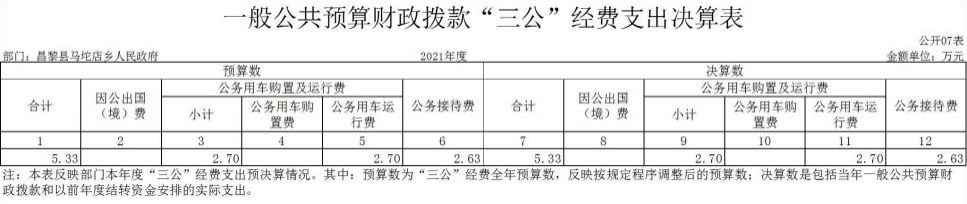 一般公共预算财政拨款“三公”经费支出决算表
公开07表
部门：昌黎县马坨店乡人民政府 2021年度 金额单位：万元
预算数 决算数
合计 因公出国（境）费 公务用车购置及运行费 公务接待费 合计 因公出国（境）费 公务用车购置及运行费 公务接待费
小计 公务用车购置费 公务用车运行费 小计 公务用车购置费 公务用车运行费
1 2 3 4 5 6 7 8 9 10 11 12
5.33 2.70 2.70 2.63 5.33 2.70 2.70 2.63
注：本表反映部门本年度“三公”经费支出预决算情况。其中：预算数为“三公”经费全年预算数，反映按规定程序调整后的预算数；决算数是包括当年一般公共预算财
政拨款和以前年度结转资金安排的实际支出。